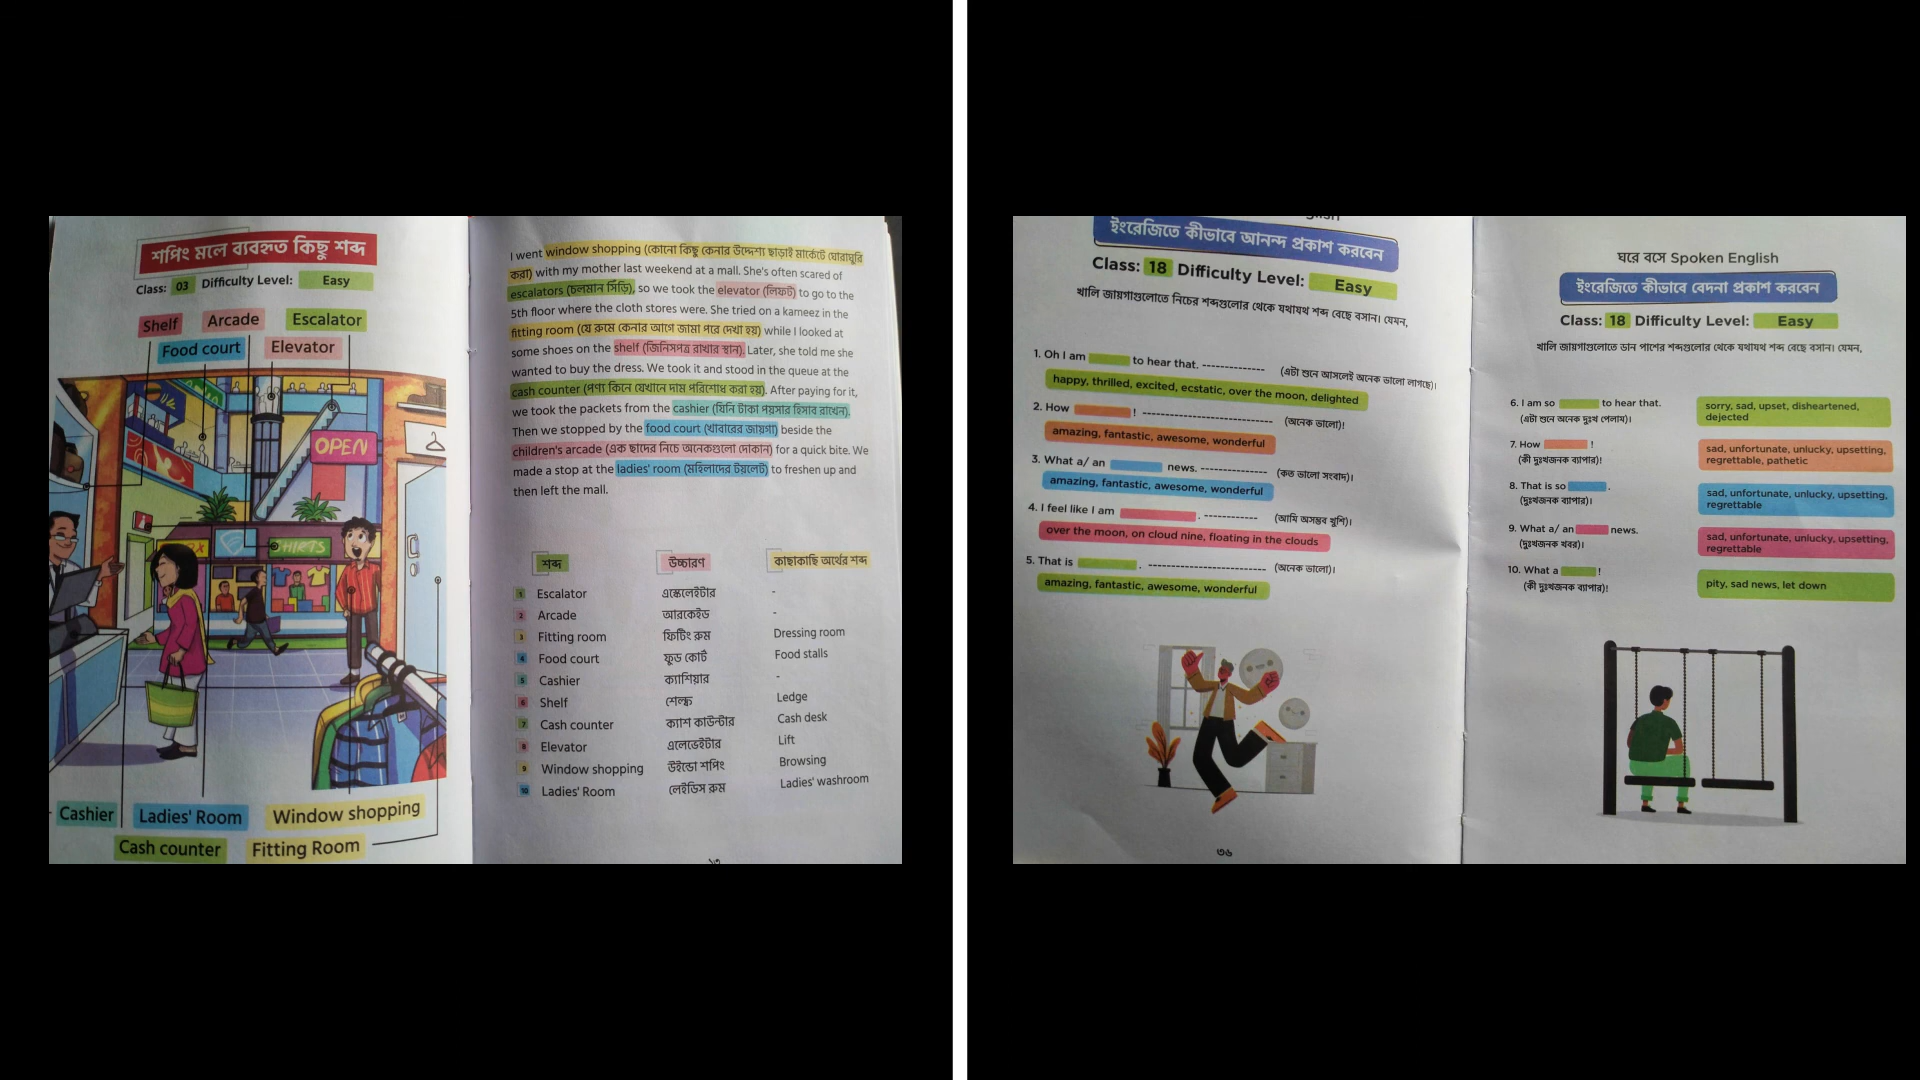 শপিং মলে ব্যবহৃত কিছু শব্দ
Class: 03 Difficulty Level: Easy
Shelf Arcade Escalator
Food court Elevator
OPEN
SHIRTS
Cashier Ladies' Room Window shopping
Cash counter Fitting Room
I went window shopping (কোনো কিছু কেনার উদ্দেশ্য ছাড়াই মার্কেটে ঘোরাঘুরি
করা) with my mother last weekend at a mall. She's often scared of
escalators (চলমান সিঁড়ি), so we took the elevator (লিফট) to go to the
5th floor where the cloth stores were. She tried on a kameez in the
fitting room (যে রুমে কেনার আগে জামা পরে দেখা হয়) while I looked at
some shoes on the shelf (জিনিসপত্র রাখার স্থান). Later, she told me she
wanted to buy the dress. We took it and stood in the queue at the
cash counter (পণ্য কিনে যেখানে দাম পরিশোধ করা হয়). After paying for it,
we took the packets from the cashier (যিনি টাকা পয়সার হিসাব রাখেন).
Then we stopped by the food court (খাবারের জায়গা) beside the
children's arcade (এক ছাদের নিচে অনেকগুলো দোকান) for a quick bite. We
made a stop at the ladies' room (মহিলাদের টয়লেট) to freshen up and
then left the mall.
শব্দ উচ্চারণ কাছাকাছি অর্থের শব্দ
1 Escalator এস্কেলেইটার -
2 Arcade আরকেইড -
3 Fitting room ফিটিং রুম Dressing room
4 Food court ফুড কোর্ট Food stalls
5 Cashier ক্যাশিয়ার -
6 Shelf শেল্ফ Ledge
7 Cash counter ক্যাশ কাউন্টার Cash desk
8 Elevator এলেভেইটার Lift
9 Window shopping উইন্ডো শপিং Browsing
10 Ladies' Room লেইডিস রুম Ladies' washroom
১৩
ইংরেজিতে কীভাবে আনন্দ প্রকাশ করবেন
Class: 18 Difficulty Level: Easy
খালি জায়গাগুলোতে নিচের শব্দগুলোর থেকে যথাযথ শব্দ বেছে বসান। যেমন,
1. Oh I am to hear that. -------------- (এটা শুনে আসলেই অনেক ভালো লাগছে)।
happy, thrilled, excited, ecstatic, over the moon, delighted
2. How ! ----------------------------- (অনেক ভালো)!
amazing, fantastic, awesome, wonderful
3. What a/ an news. --------------- (কত ভালো সংবাদ)।
amazing, fantastic, awesome, wonderful
4. I feel like I am . ------------ (আমি অসম্ভব খুশি)।
over the moon, on cloud nine, floating in the clouds
5. That is . -------------------------- (অনেক ভালো)।
amazing, fantastic, awesome, wonderful
৩৬
ঘরে বসে Spoken English
ইংরেজিতে কীভাবে বেদনা প্রকাশ করবেন
Class: 18 Difficulty Level: Easy
খালি জায়গাগুলোতে ডান পাশের শব্দগুলোর থেকে যথাযথ শব্দ বেছে বসান। যেমন,
6. I am so to hear that.
(এটা শুনে অনেক দুঃখ পেলাম)।
sorry, sad, upset, disheartened,
dejected
7. How !
(কী দুঃখজনক ব্যাপার)!
sad, unfortunate, unlucky, upsetting,
regrettable, pathetic
8. That is so .
(দুঃখজনক ব্যাপার)।
sad, unfortunate, unlucky, upsetting,
regrettable
9. What a/ an news.
(দুঃখজনক খবর)।
sad, unfortunate, unlucky, upsetting,
regrettable
10. What a !
(কী দুঃখজনক ব্যাপার)!
pity, sad news, let down